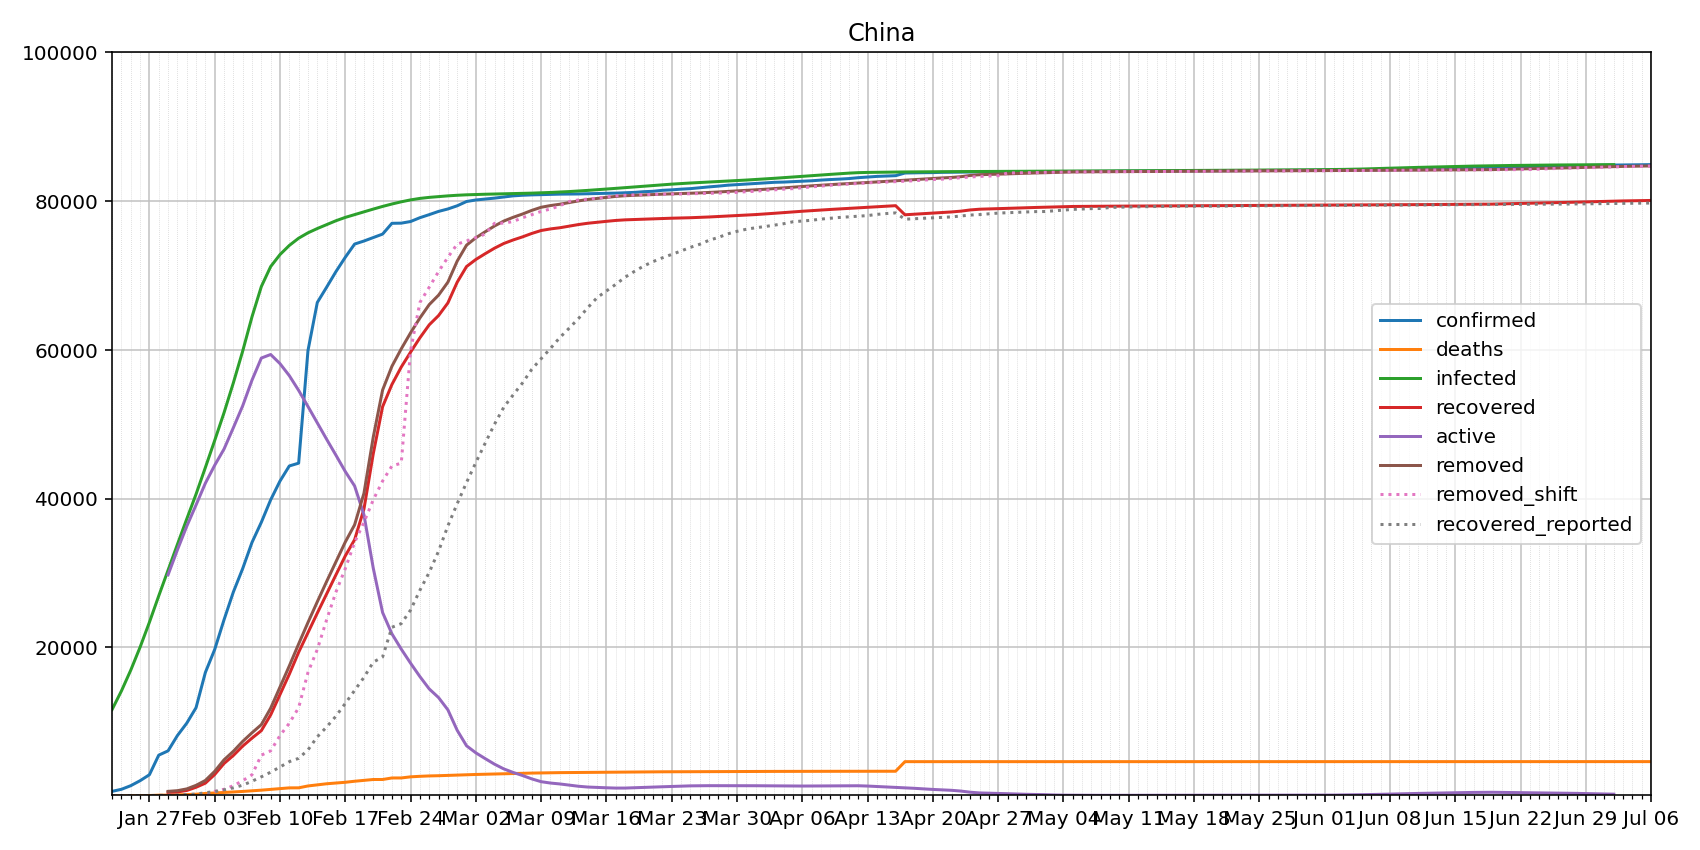 China
100000
80000
60000
40000
20000
confirmed
deaths
infected
recovered
active
removed
removed_shift
recovered_reported
Jan 27 Feb 03 Feb 10 Feb 17 Feb 24 Mar 02 Mar 09 Mar 16 Mar 23 Mar 30 Apr 06 Apr 13 Apr 20 Apr 27 May 04 May 11 May 18 May 25 Jun 01 Jun 08 Jun 15 Jun 22 Jun 29 Jul 06